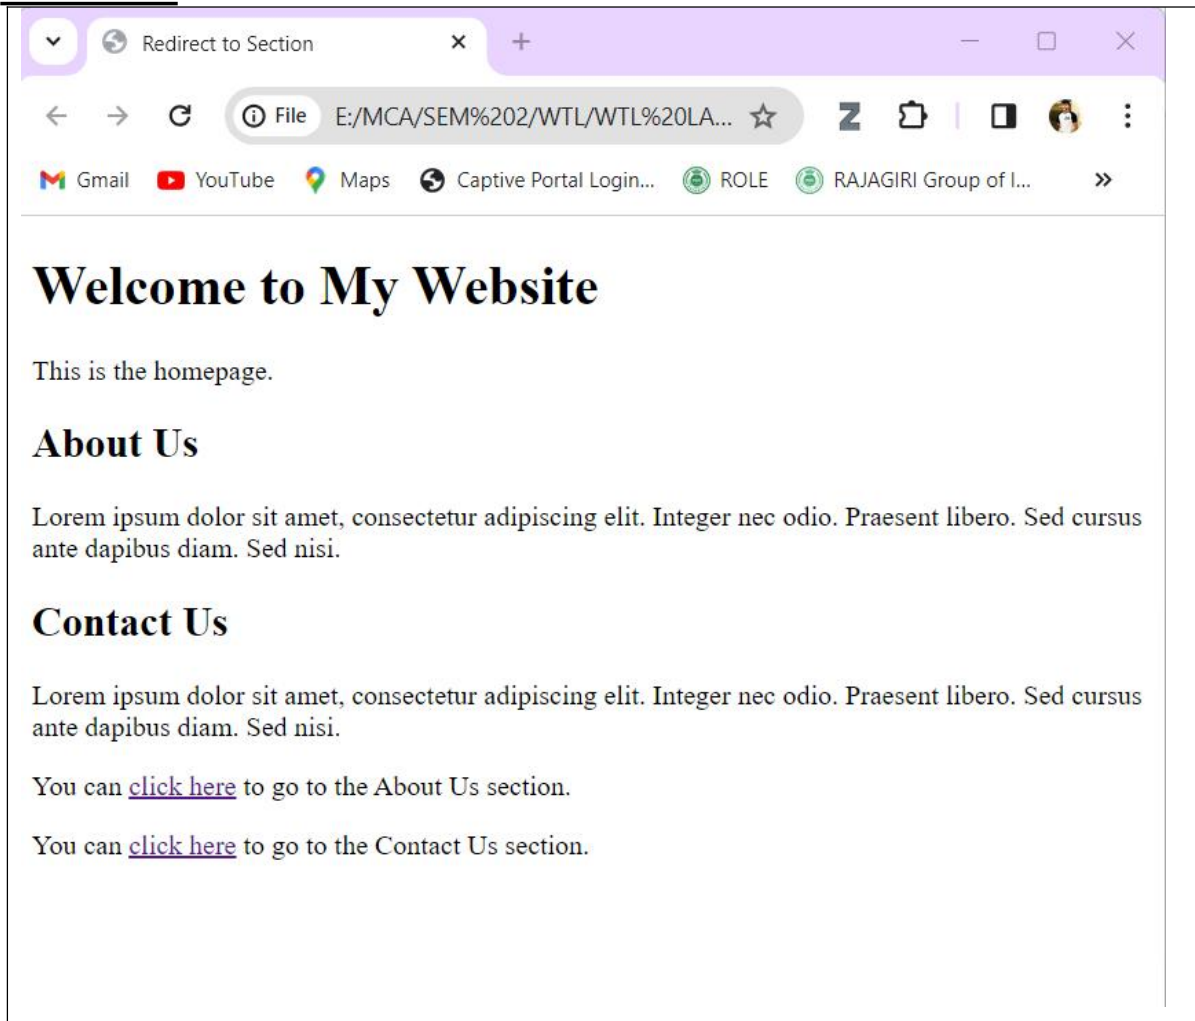 Redirect to Section
File E:/MCA/SEM%202/WTL/WTL%20LA...
Z
Gmail YouTube Maps Captive Portal Login... ROLE RAJAGIRI Group of I...
Welcome to My Website
This is the homepage.
About Us
Lorem ipsum dolor sit amet, consectetur adipiscing elit. Integer nec odio. Praesent libero. Sed cursus
ante dapibus diam. Sed nisi.
Contact Us
Lorem ipsum dolor sit amet, consectetur adipiscing elit. Integer nec odio. Praesent libero. Sed cursus
ante dapibus diam. Sed nisi.
You can click here to go to the About Us section.
You can click here to go to the Contact Us section.